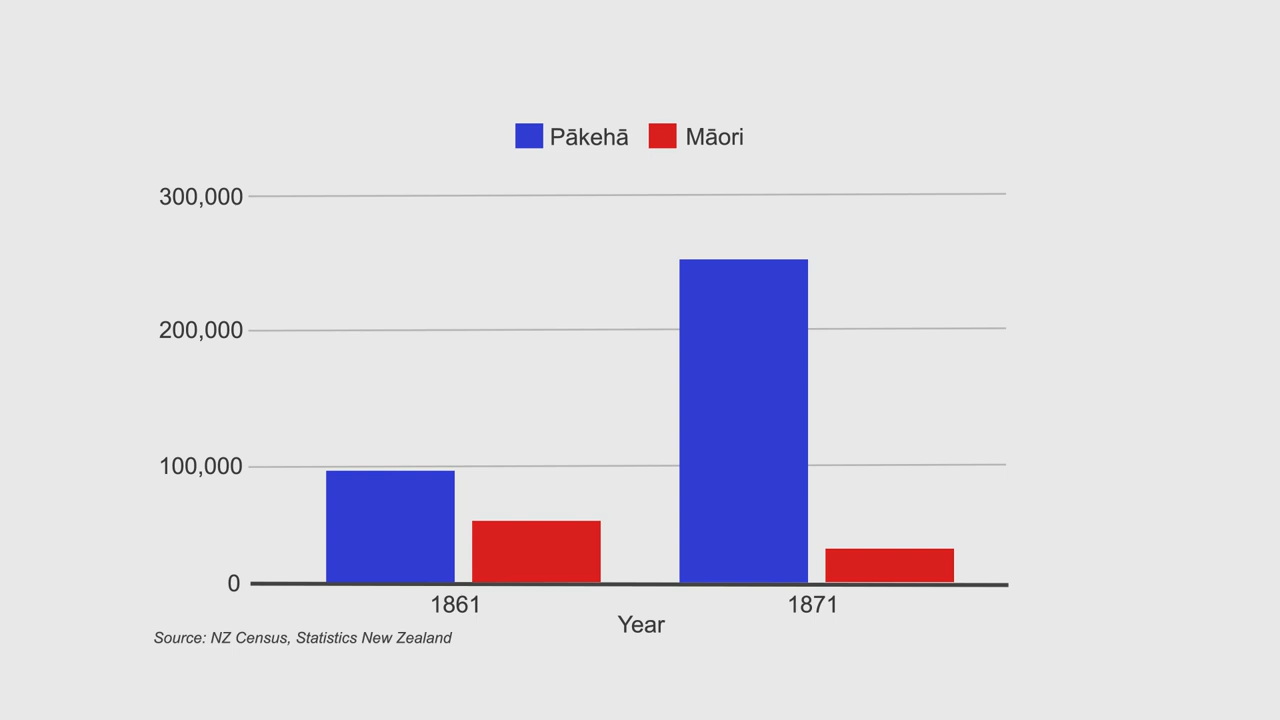 Pākehā Māori
300,000
200,000
100,000
0
1861 1871
Year
Source: NZ Census, Statistics New Zealand